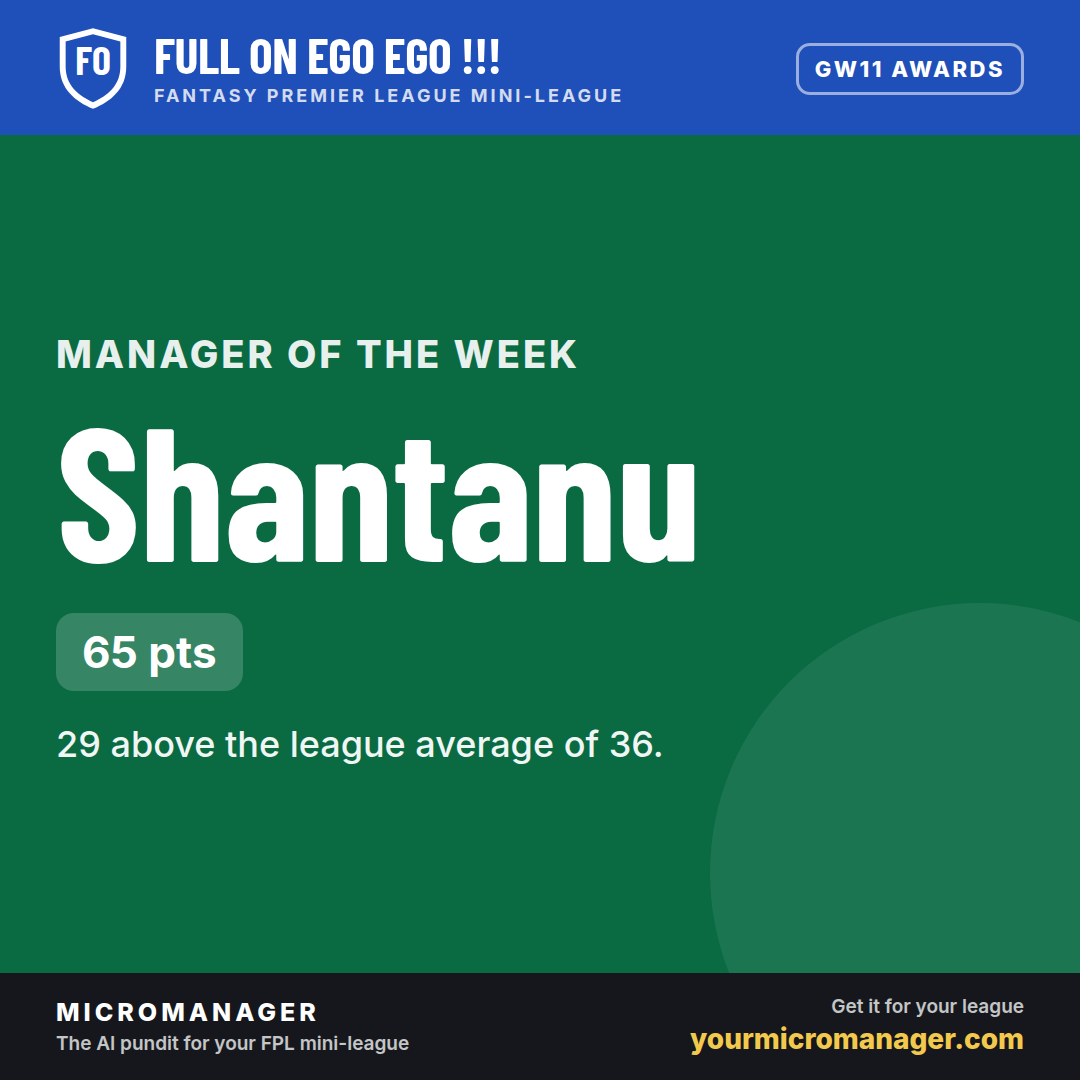 FO
FULL ON EGO EGO !!!
FANTASY PREMIER LEAGUE MINI-LEAGUE
GW11 AWARDS
MANAGER OF THE WEEK
Shantanu
65 pts
29 above the league average of 36.
MICROMANAGER
The AI pundit for your FPL mini-league
Get it for your league
yourmicromanager.com